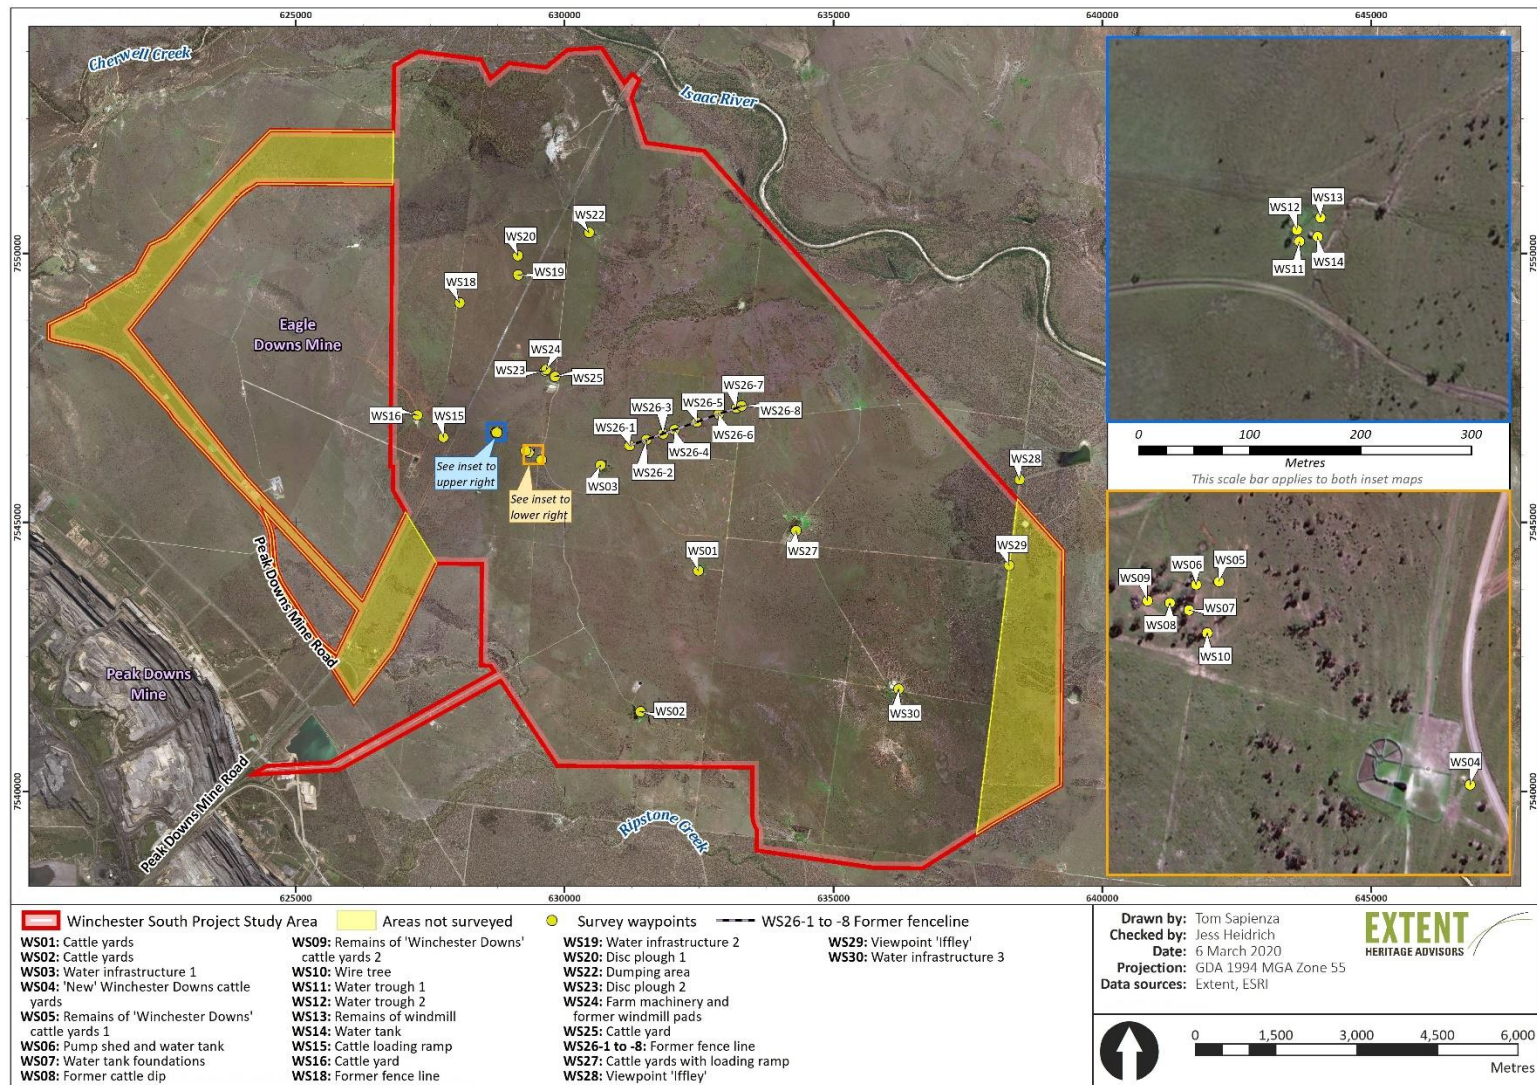 625000
630000
635000
640000
645000
Cherwell Creek
Isaac River
WS22
WS20
WS19
WS18
Eagle
Downs Mine
WS24
WS23
WS25
WS16
WS15
WS26-7
WS26-5
WS26-3
WS26-8
WS26-1
WS26-6
WS26-4
WS26-2
WS03
See inset to
upper right
See inset to
lower right
WS28
WS29
WS27
WS01
WS02
WS30
Peak Downs Mine Road
Peak Downs
Mine
Peak Downs Mine Road
Ripstone Creek
7550000
7545000
7540000
7550000
7545000
7540000
625000
630000
635000
640000
645000
WS13
WS12
WS11
WS14
0 100 200 300
Metres
This scale bar applies to both inset maps
WS05
WS06
WS09
WS07
WS08
WS10
WS04
Winchester South Project Study Area
Areas not surveyed
Survey waypoints
WS26-1 to -8 Former fenceline
WS01: Cattle yards
WS02: Cattle yards
WS03: Water infrastructure 1
WS04: 'New' Winchester Downs cattle
yards
WS05: Remains of 'Winchester Downs'
cattle yards 1
WS06: Pump shed and water tank
WS07: Water tank foundations
WS08: Former cattle dip
WS09: Remains of 'Winchester Downs'
cattle yards 2
WS10: Wire tree
WS11: Water trough 1
WS12: Water trough 2
WS13: Remains of windmill
WS14: Water tank
WS15: Cattle loading ramp
WS16: Cattle yard
WS18: Former fence line
WS19: Water infrastructure 2
WS20: Disc plough 1
WS22: Dumping area
WS23: Disc plough 2
WS24: Farm machinery and
former windmill pads
WS25: Cattle yard
WS26-1 to -8: Former fence line
WS27: Cattle yards with loading ramp
WS28: Viewpoint 'Iffley'
WS29: Viewpoint 'Iffley'
WS30: Water infrastructure 3
Drawn by: Tom Sapienza
Checked by: Jess Heidrich
Date: 6 March 2020
Projection: GDA 1994 MGA Zone 55
Data sources: Extent, ESRI
EXTENT
HERITAGE ADVISORS
0 1,500 3,000 4,500 6,000
Metres